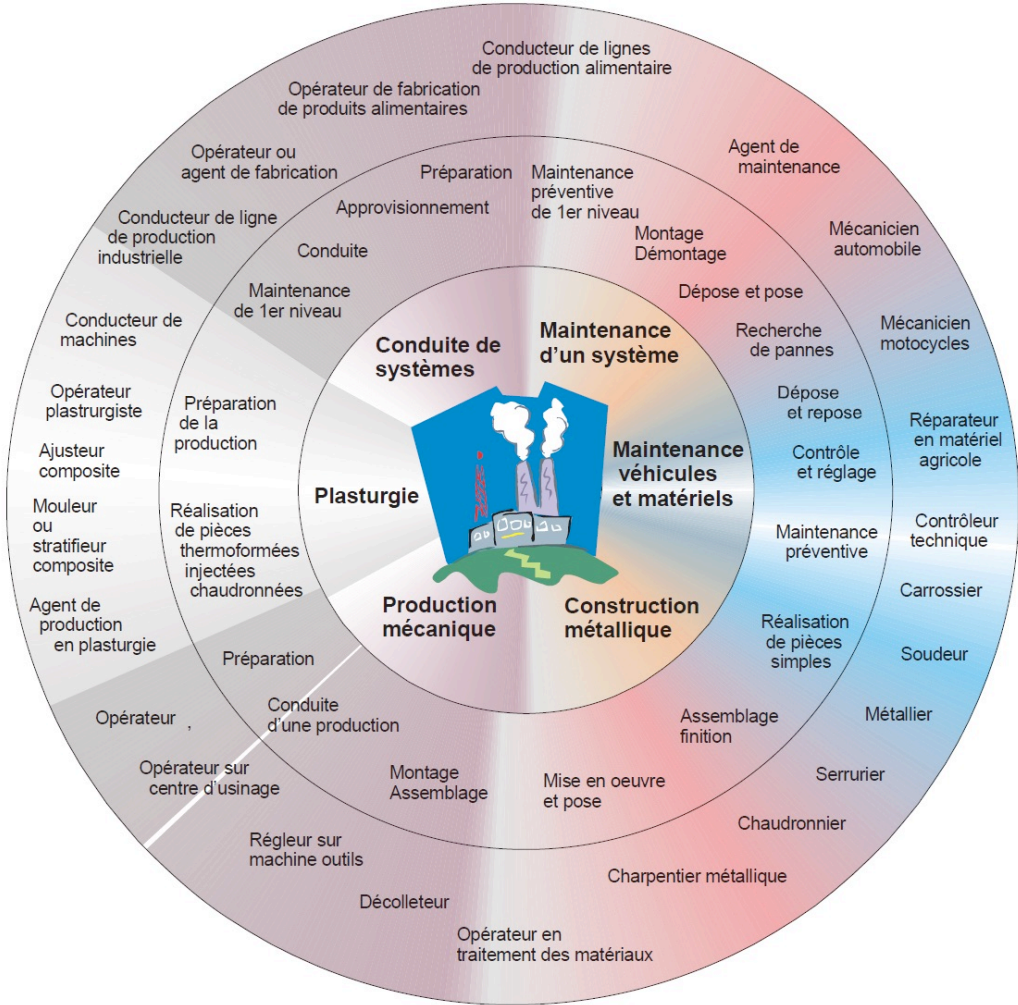 Conducteur de lignes
de production alimentaire
Opérateur de fabrication
de produits alimentaires
Opérateur ou
agent de fabrication
Conducteur de ligne
de production
industrielle
Conducteur de
machines
Opérateur
plastrurgiste
Ajusteur
composite
Mouleur
ou
stratifieur
composite
Agent de
production
en plasturgie
Opérateur ,
Opérateur sur
centre d'usinage
Régleur sur
machine outils
Décolleteur
Opérateur en
traitement des matériaux
Charpentier métallique
Chaudronnier
Serrurier
Métallier
Soudeur
Carrossier
Contrôleur
technique
Réparateur
en matériel
agricole
Mécanicien
motocycles
Mécanicien
automobile
Agent de
maintenance
Préparation
Approvisionnement
Conduite
Maintenance
de 1er niveau
Maintenance
préventive
de 1er niveau
Montage
Démontage
Dépose et pose
Recherche
de pannes
Dépose
et repose
Contrôle
et réglage
Maintenance
préventive
Réalisation
de pièces
simples
Assemblage
finition
Mise en oeuvre
et pose
Montage
Assemblage
Conduite
d'une production
Préparation
Réalisation
de pièces
thermoformées
injectées
chaudronnées
Préparation
de la
production
Conduite de
systèmes
Maintenance
d'un système
Maintenance
véhicules
et matériels
Construction
métallique
Production
mécanique
Plasturgie